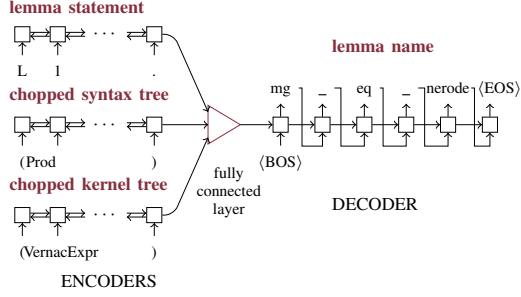 lemma statement
L l · · · .
lemma name
mg _ eq _ nerode ⟨EOS⟩
chopped syntax tree
(Prod · · · )
⟨BOS⟩
fully
connected
layer
chopped kernel tree
(VernacExpr · · · )
DECODER
ENCODERS